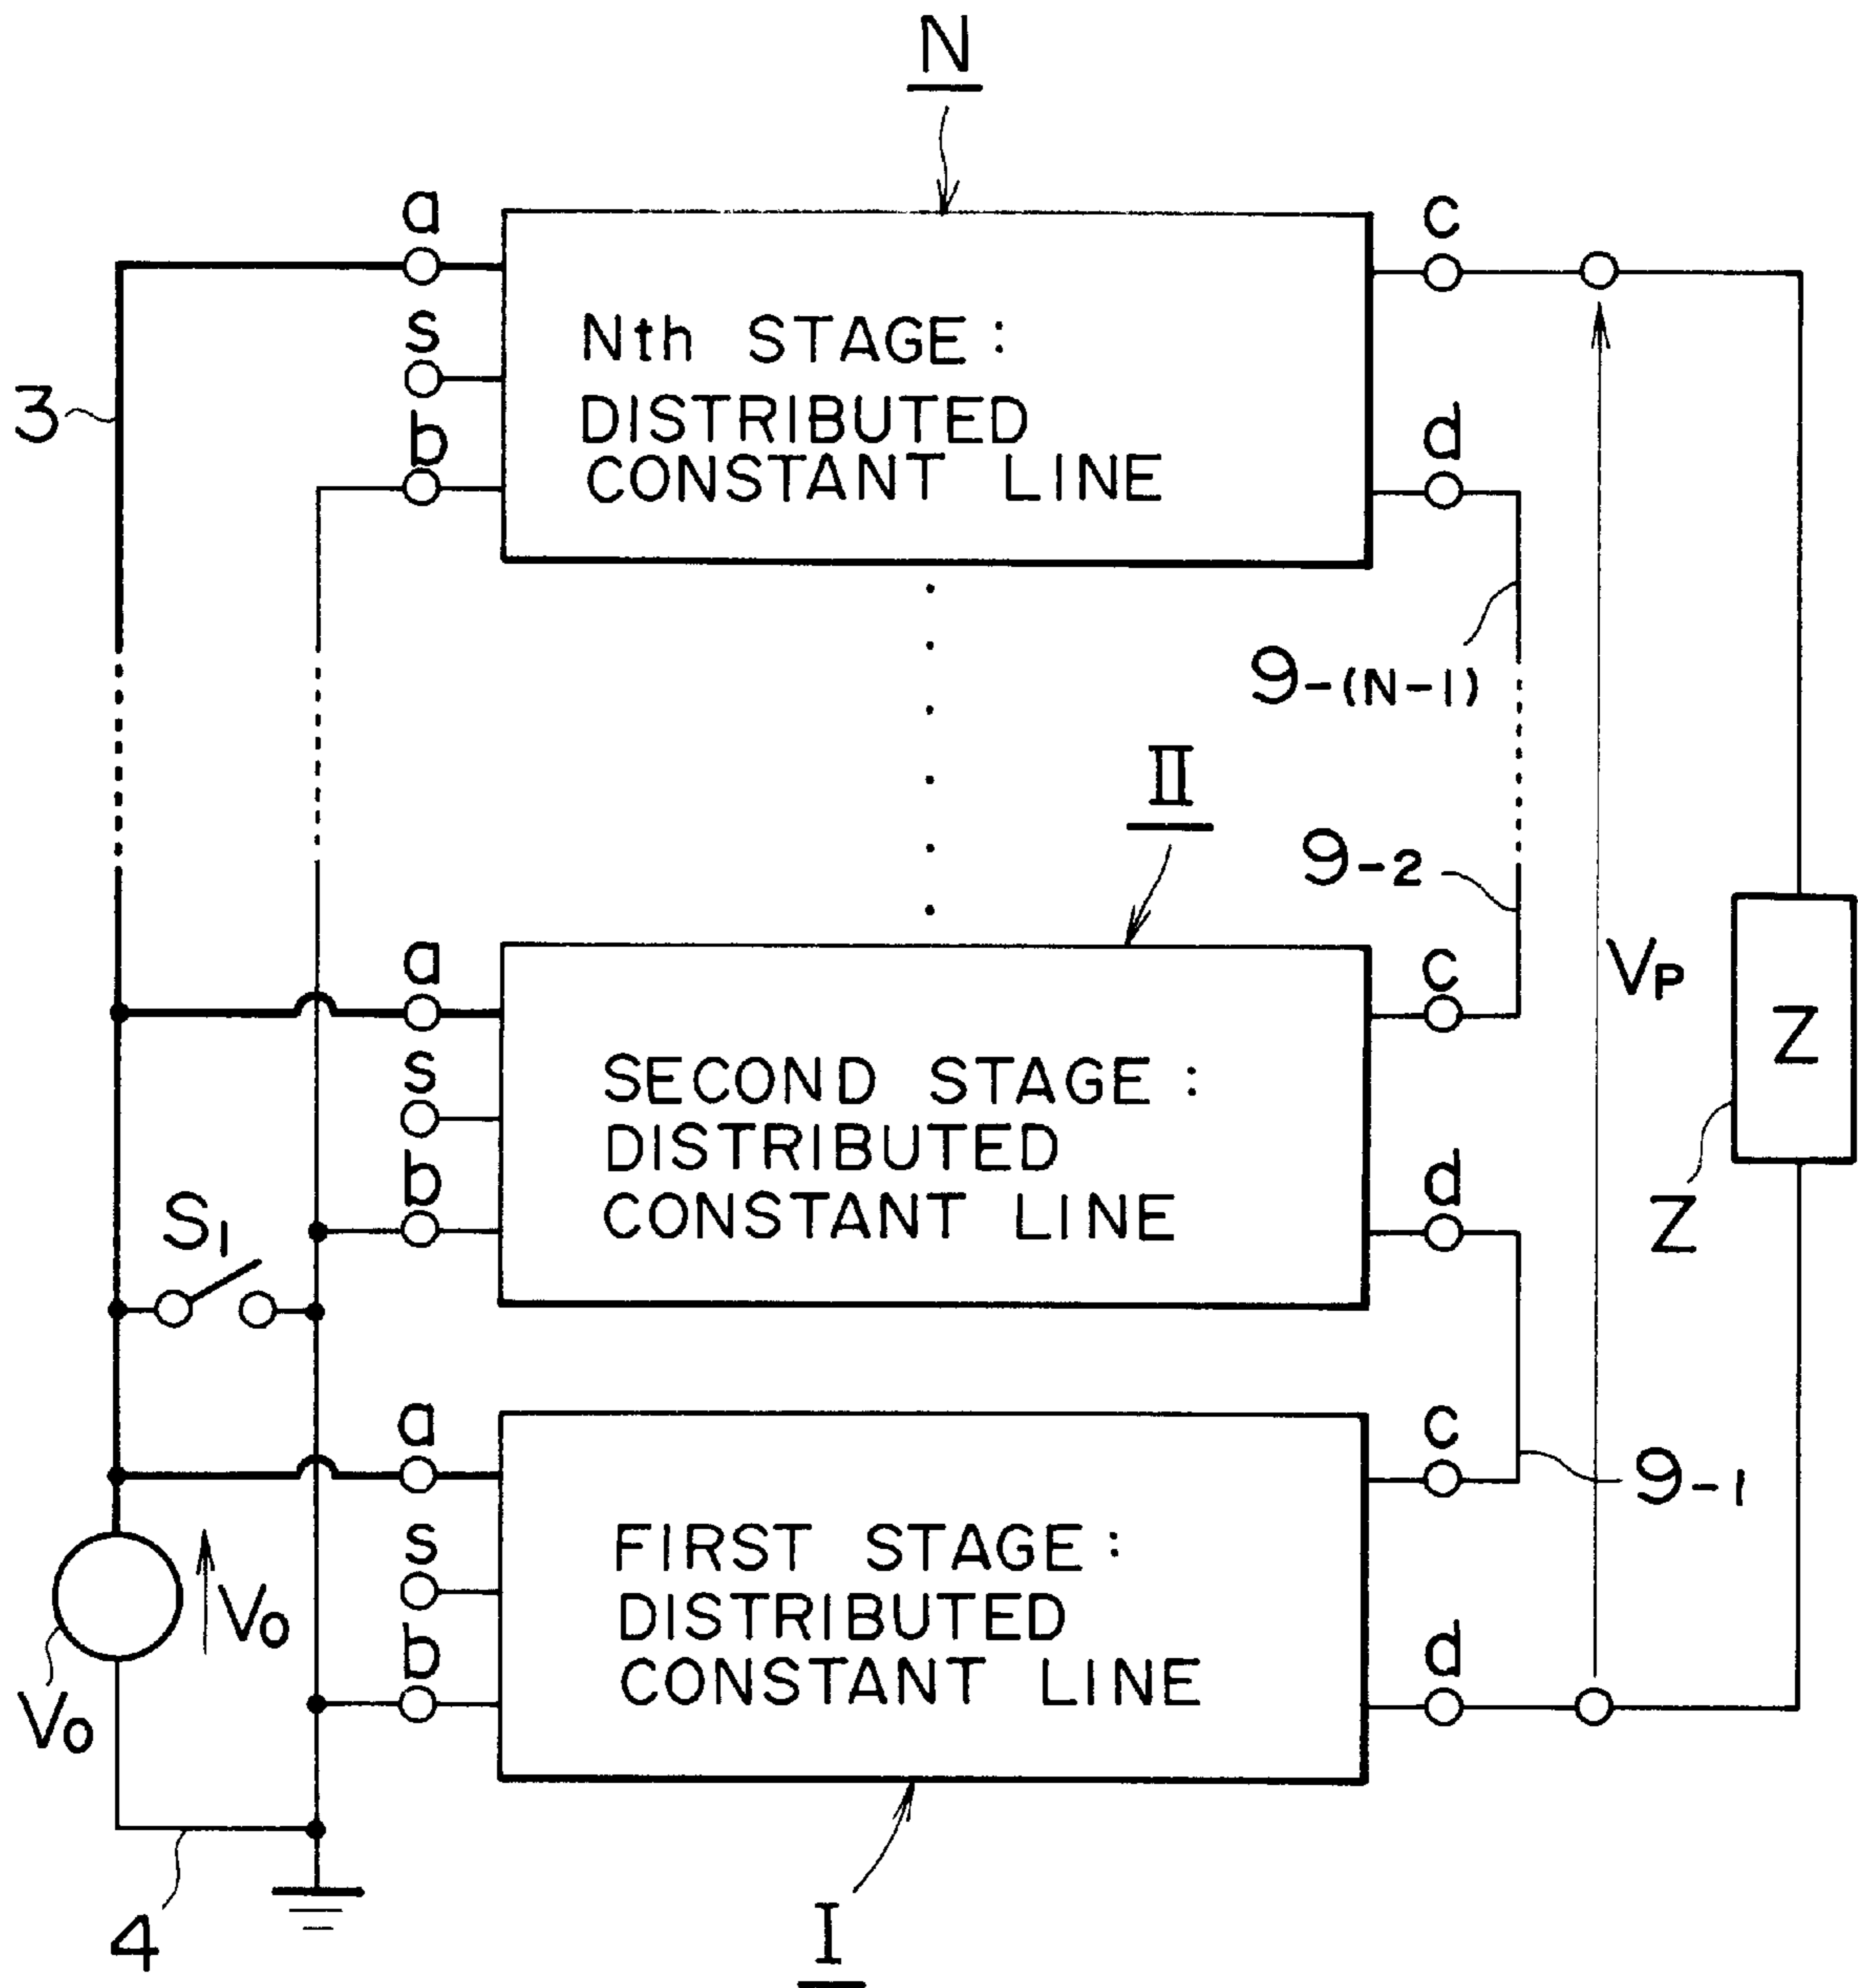 N
a
c
s
Nth STAGE :
3
DISTRIBUTED
b
d
CONSTANT LINE
9-(N-1)
II
9-2
a
c
VP
s
SECOND STAGE :
Z
DISTRIBUTED
b
d
CONSTANT LINE
S1
Z
a
c
9-1
s
FIRST STAGE :
V0
DISTRIBUTED
b
d
CONSTANT LINE
V0
4
I